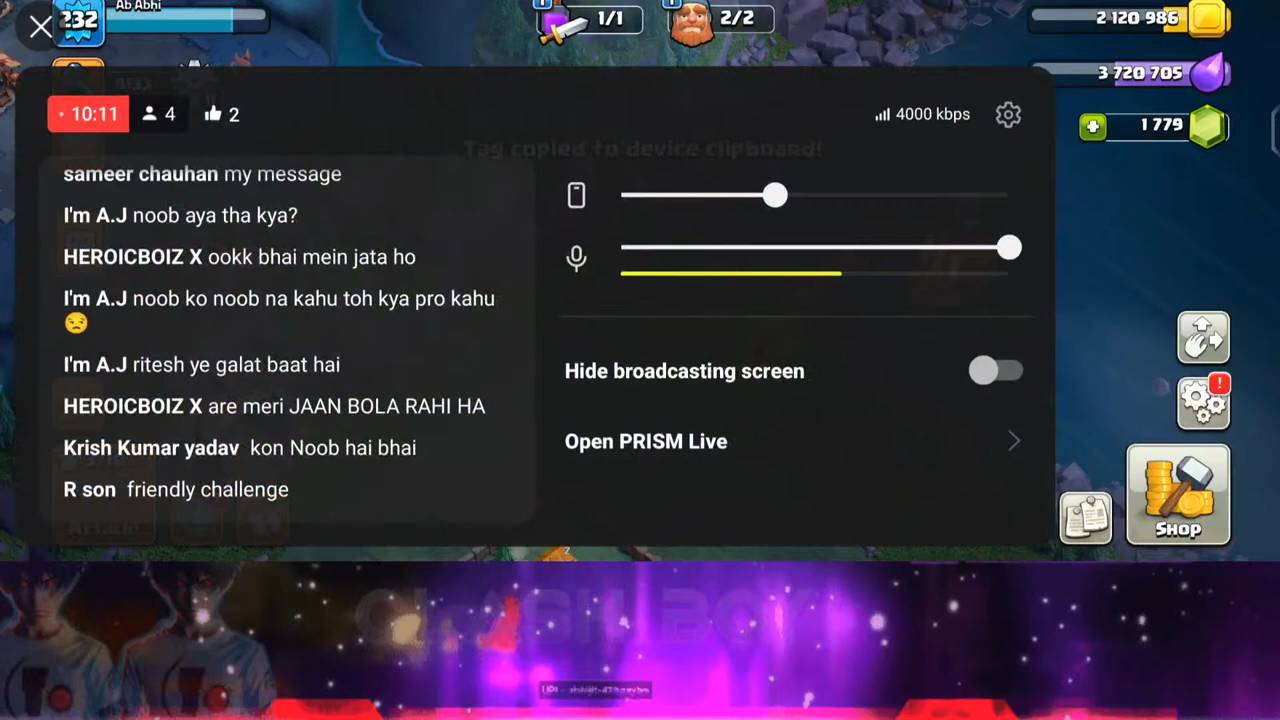 232
Ab Abhi
1/1
2/2
2 120 986
3 720 705
1 779
10:11
4
2
4000 kbps
Tag copied to device clipboard!
sameer chauhan my message
I'm A.J noob aya tha kya?
HEROICBOIZ X ookk bhai mein jata ho
I'm A.J noob ko noob na kahu toh kya pro kahu
😒
I'm A.J ritesh ye galat baat hai
HEROICBOIZ X are meri JAAN BOLA RAHI HA
Krish Kumar yadav kon Noob hai bhai
R son friendly challenge
Hide broadcasting screen
Open PRISM Live
Shop
CLASH BOY